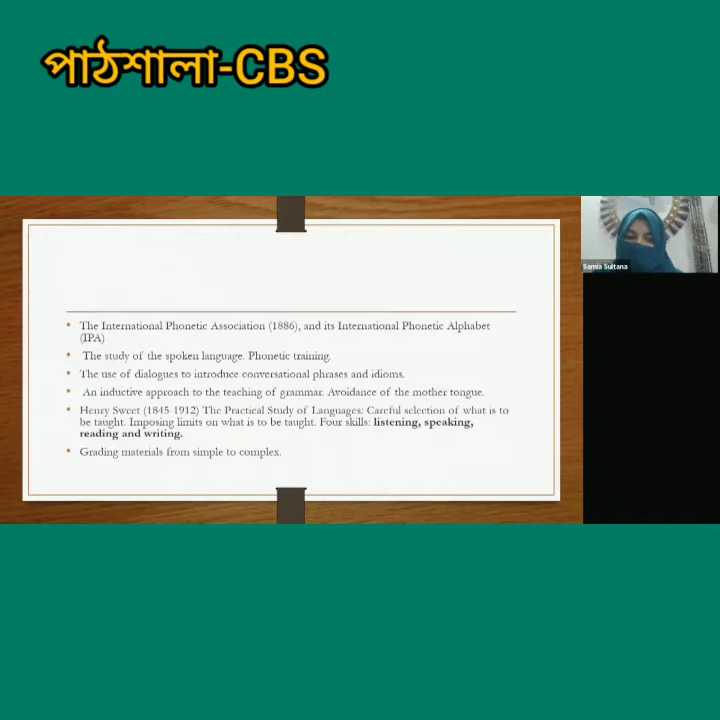 পাঠশালা-CBS
Samia Sultana
• The International Phonetic Association (1886), and its International Phonetic Alphabet
(IPA)
• The study of the spoken language. Phonetic training.
• The use of dialogues to introduce conversational phrases and idioms.
• An inductive approach to the teaching of grammar. Avoidance of the mother tongue.
• Henry Sweet (1845-1912) The Practical Study of Languages: Careful selection of what is to
be taught. Imposing limits on what is to be taught. Four skills: listening, speaking,
reading and writing.
• Grading materials from simple to complex.